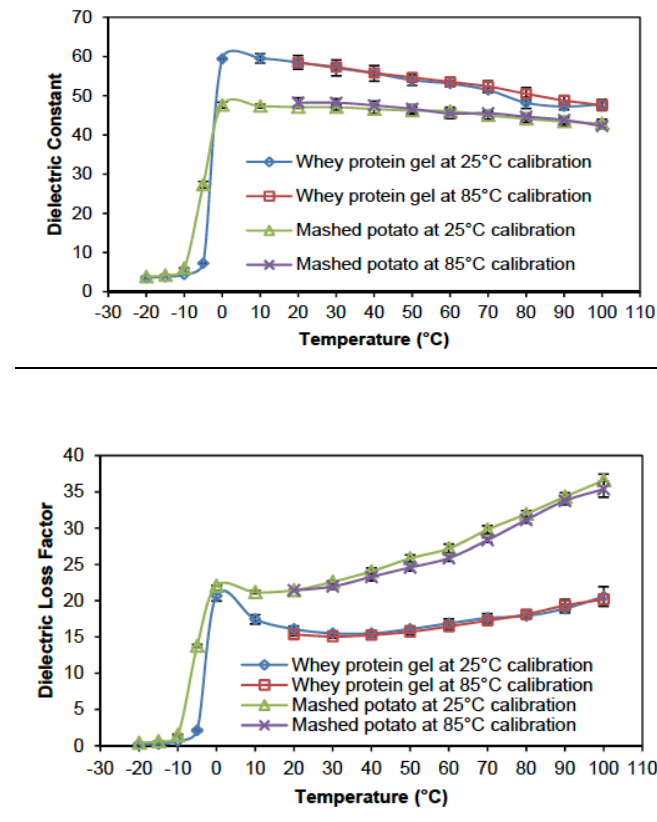 70
60
50
40
30
20
10
0
Dielectric Constant
Whey protein gel at 25°C calibration
Whey protein gel at 85°C calibration
Mashed potato at 25°C calibration
Mashed potato at 85°C calibration
-30 -20 -10 0 10 20 30 40 50 60 70 80 90 100 110
Temperature (°C)
40
35
30
25
20
15
10
5
0
Dielectric Loss Factor
Whey protein gel at 25°C calibration
Whey protein gel at 85°C calibration
Mashed potato at 25°C calibration
Mashed potato at 85°C calibration
-30 -20 -10 0 10 20 30 40 50 60 70 80 90 100 110
Temperature (°C)